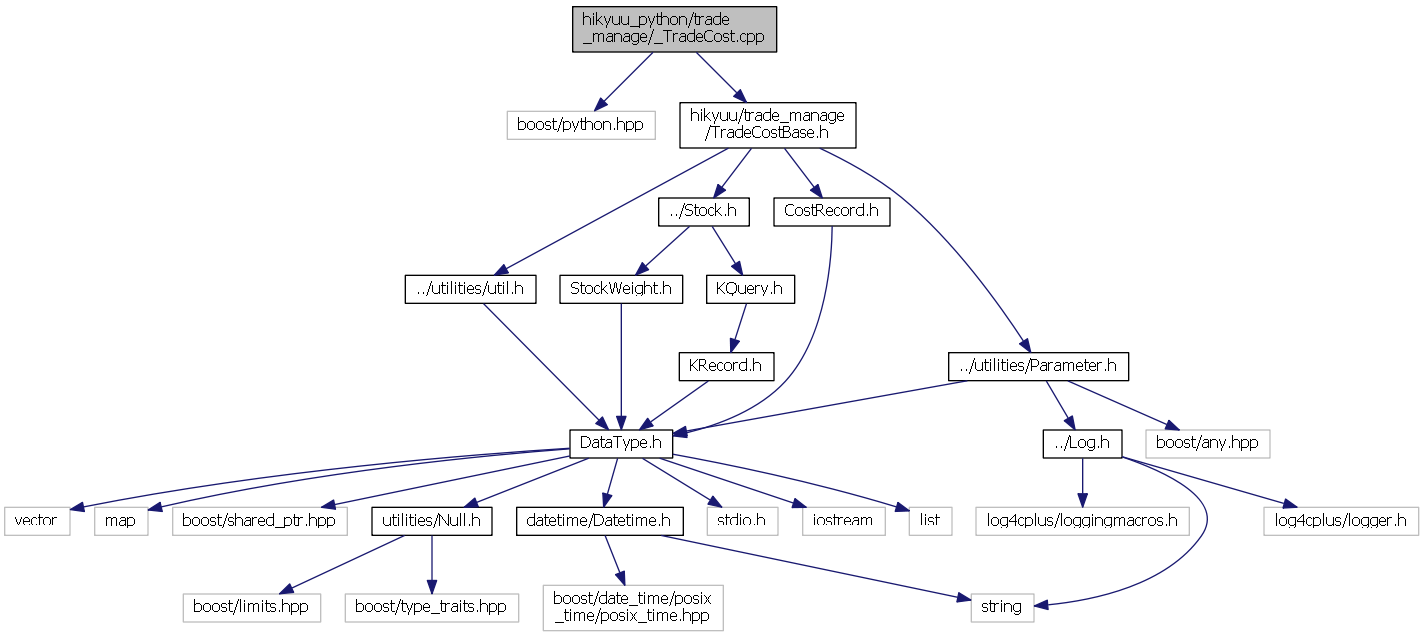 hikyuu_python/trade
_manage/_TradeCost.cpp
boost/python.hpp
hikyuu/trade_manage
/TradeCostBase.h
../Stock.h
CostRecord.h
../utilities/util.h
StockWeight.h
KQuery.h
KRecord.h
../utilities/Parameter.h
DataType.h
../Log.h
boost/any.hpp
vector
map
boost/shared_ptr.hpp
utilities/Null.h
datetime/Datetime.h
stdio.h
iostream
list
log4cplus/loggingmacros.h
log4cplus/logger.h
boost/limits.hpp
boost/type_traits.hpp
boost/date_time/posix
_time/posix_time.hpp
string